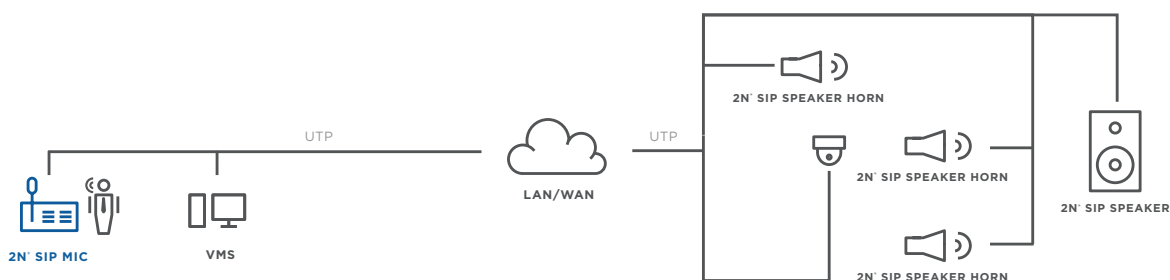 UTP
UTP
2N° SIP SPEAKER HORN
2N° SIP SPEAKER HORN
LAN/WAN
2N° SIP SPEAKER
2N° SIP MIC
VMS
2N° SIP SPEAKER HORN